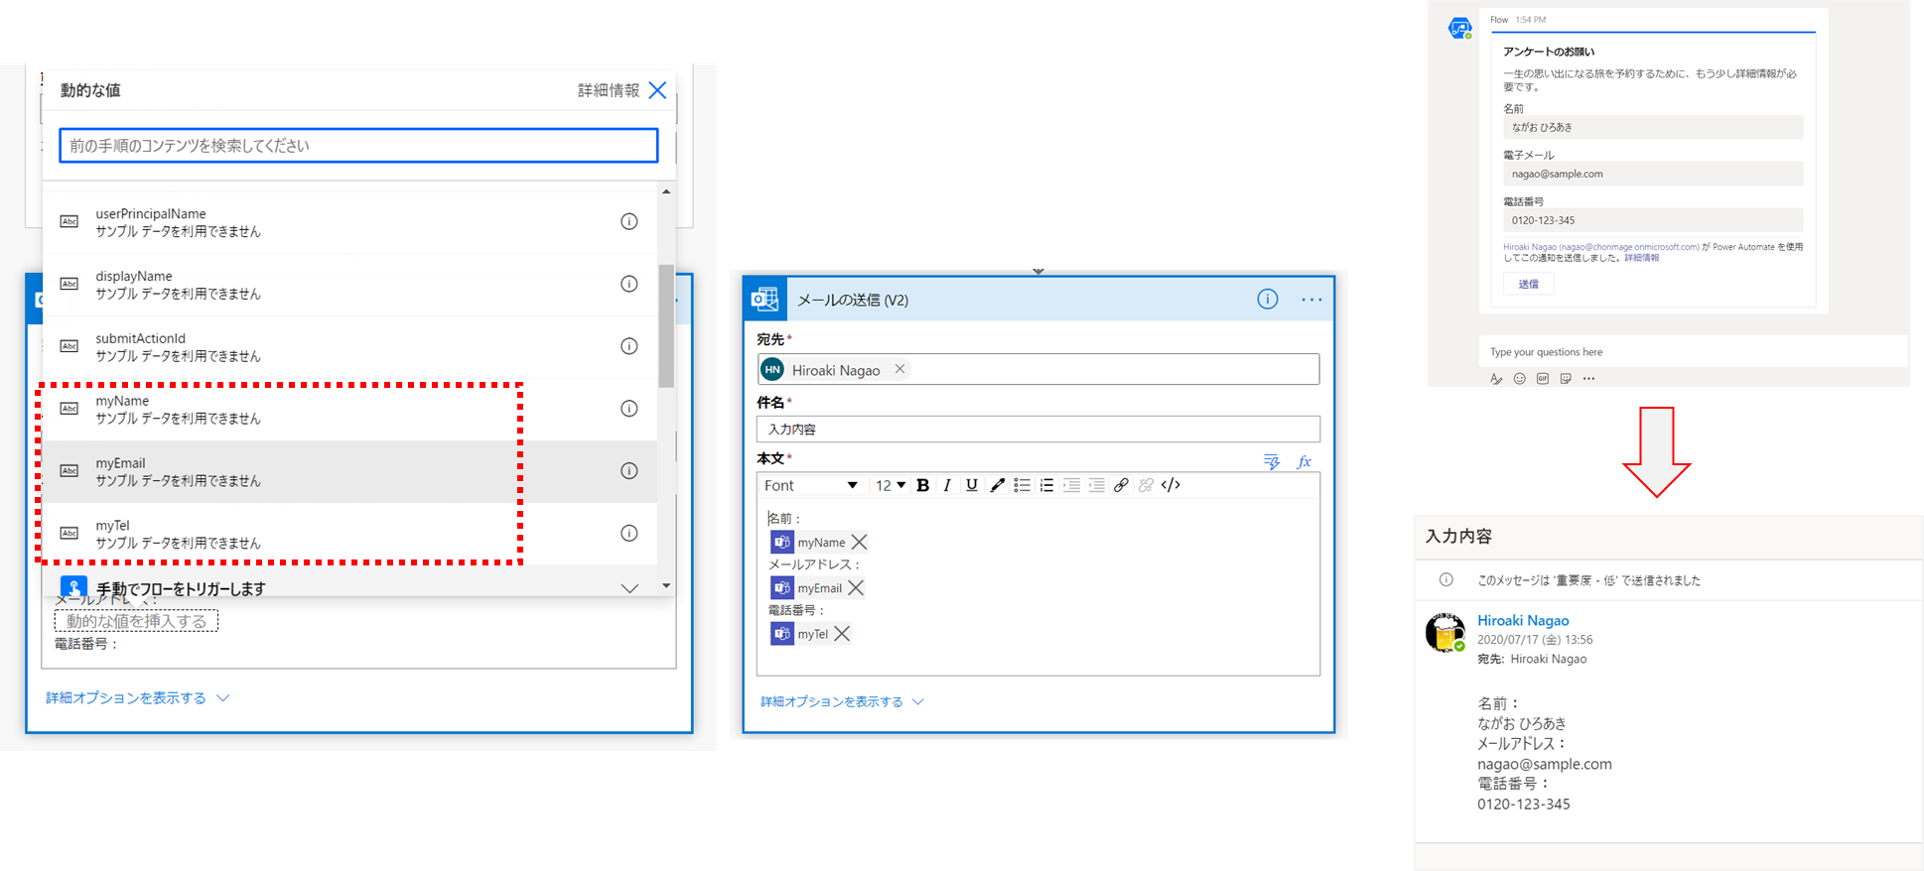 動的な値
詳細情報
前の手順のコンテンツを検索してください
Abc
userPrincipalName
サンプル データを利用できません
Abc
displayName
サンプル データを利用できません
Abc
submitActionId
サンプル データを利用できません
Abc
myName
サンプル データを利用できません
Abc
myEmail
サンプル データを利用できません
Abc
myTel
サンプル データを利用できません
手動でフローをトリガーします
メールアドレス：
動的な値を挿入する
電話番号：
詳細オプションを表示する
メールの送信 (V2)
宛先*
HN Hiroaki Nagao
件名*
入力内容
本文*
fx
Font 12 B I U </>
名前：
myName
メールアドレス：
myEmail
電話番号：
myTel
詳細オプションを表示する
Flow 1:54 PM
アンケートのお願い
一生の思い出になる旅を予約するために、もう少し詳細情報が必
要です。
名前
ながお ひろあき
電子メール
nagao@sample.com
電話番号
0120-123-345
Hiroaki Nagao (nagao@chonmage.onmicrosoft.com) が Power Automate を使用
してこの通知を送信しました。詳細情報
送信
Type your questions here
GIF
入力内容
このメッセージは '重要度 - 低' で送信されました
Hiroaki Nagao
2020/07/17 (金) 13:56
宛先: Hiroaki Nagao
名前：
ながお ひろあき
メールアドレス：
nagao@sample.com
電話番号：
0120-123-345